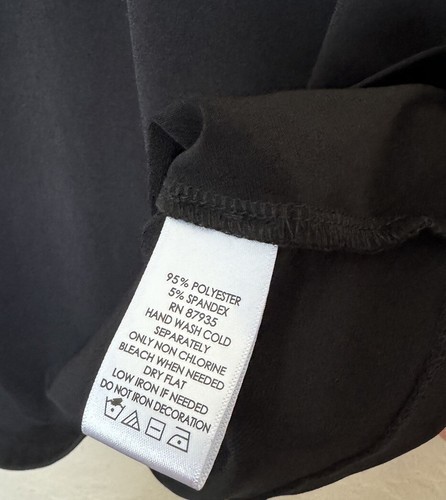 95% POLYESTER
5% SPANDEX
RN 87935
HAND WASH COLD
SEPARATELY
ONLY NON CHLORINE
BLEACH WHEN NEEDED
DRY FLAT
LOW IRON IF NEEDED
DO NOT IRON DECORATION